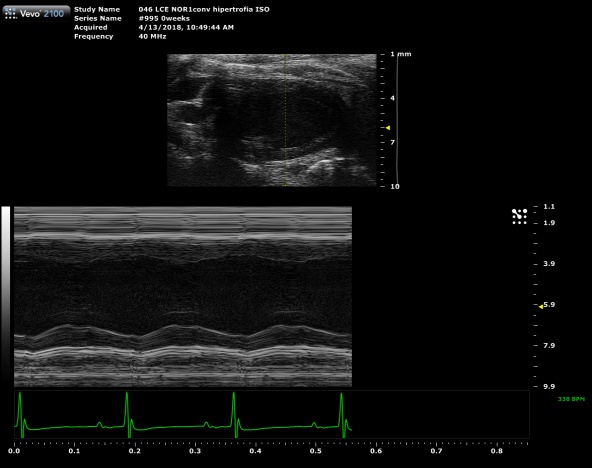 Vevo 2100
Study Name 046 LCE NOR1conv hipertrofia ISO
Series Name #995 0weeks
Acquired 4/13/2018, 10:49:44 AM
Frequency 40 MHz
1 mm
4
7
10
1.1
1.9
3.9
5.9
7.9
9.9
338 BPM
0.0 0.1 0.2 0.3 0.4 0.5 0.6 0.7 0.8